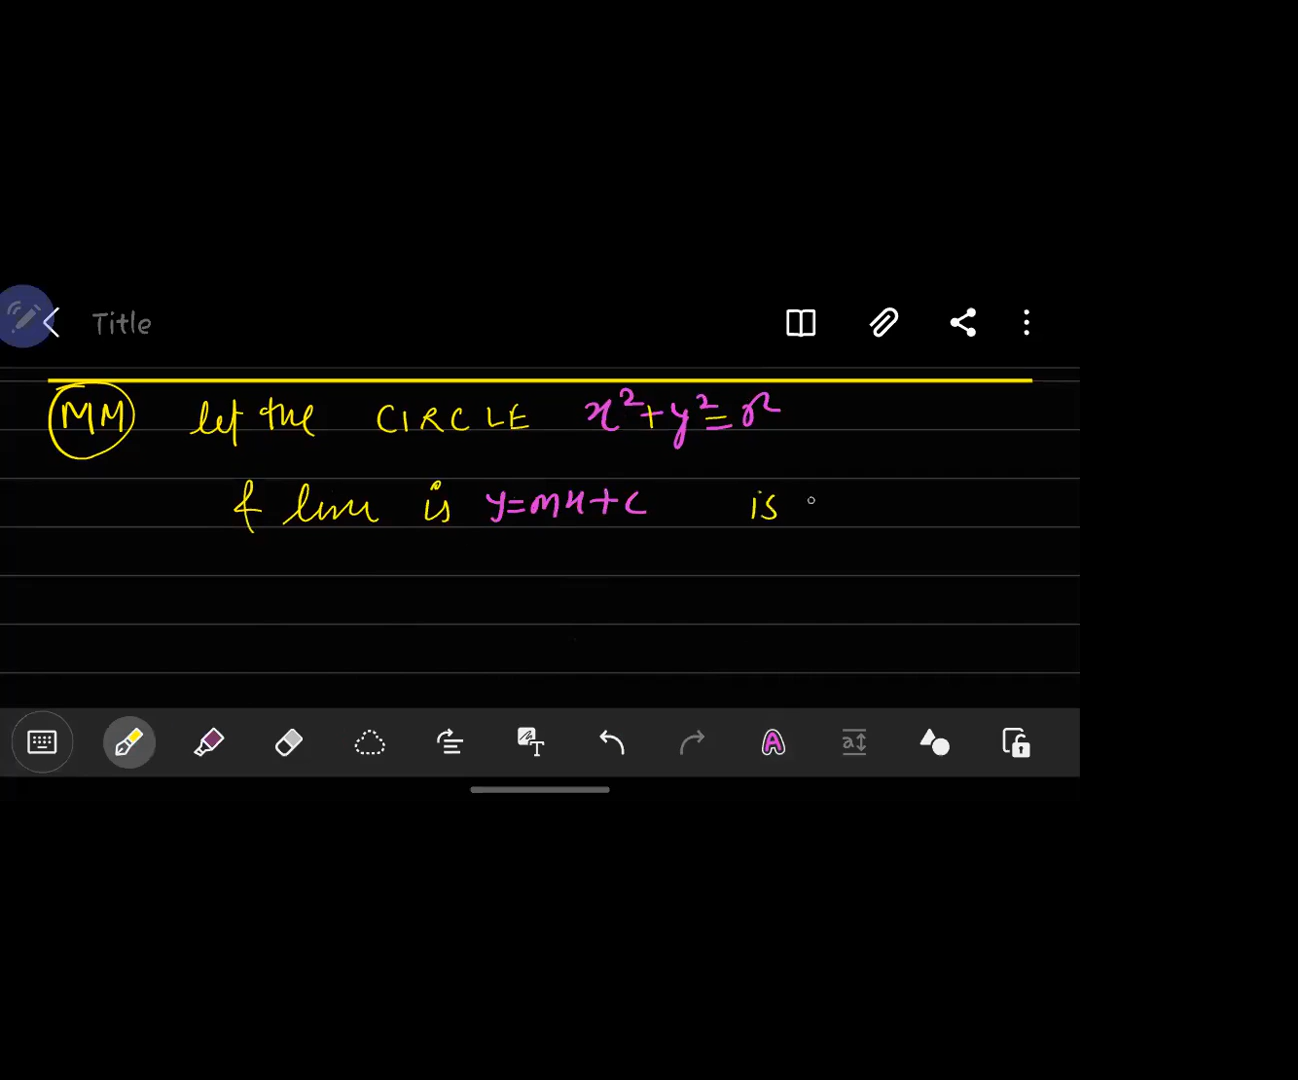 Title
MM let the CIRCLE x²+y²=r²
& line is y=mx+c is